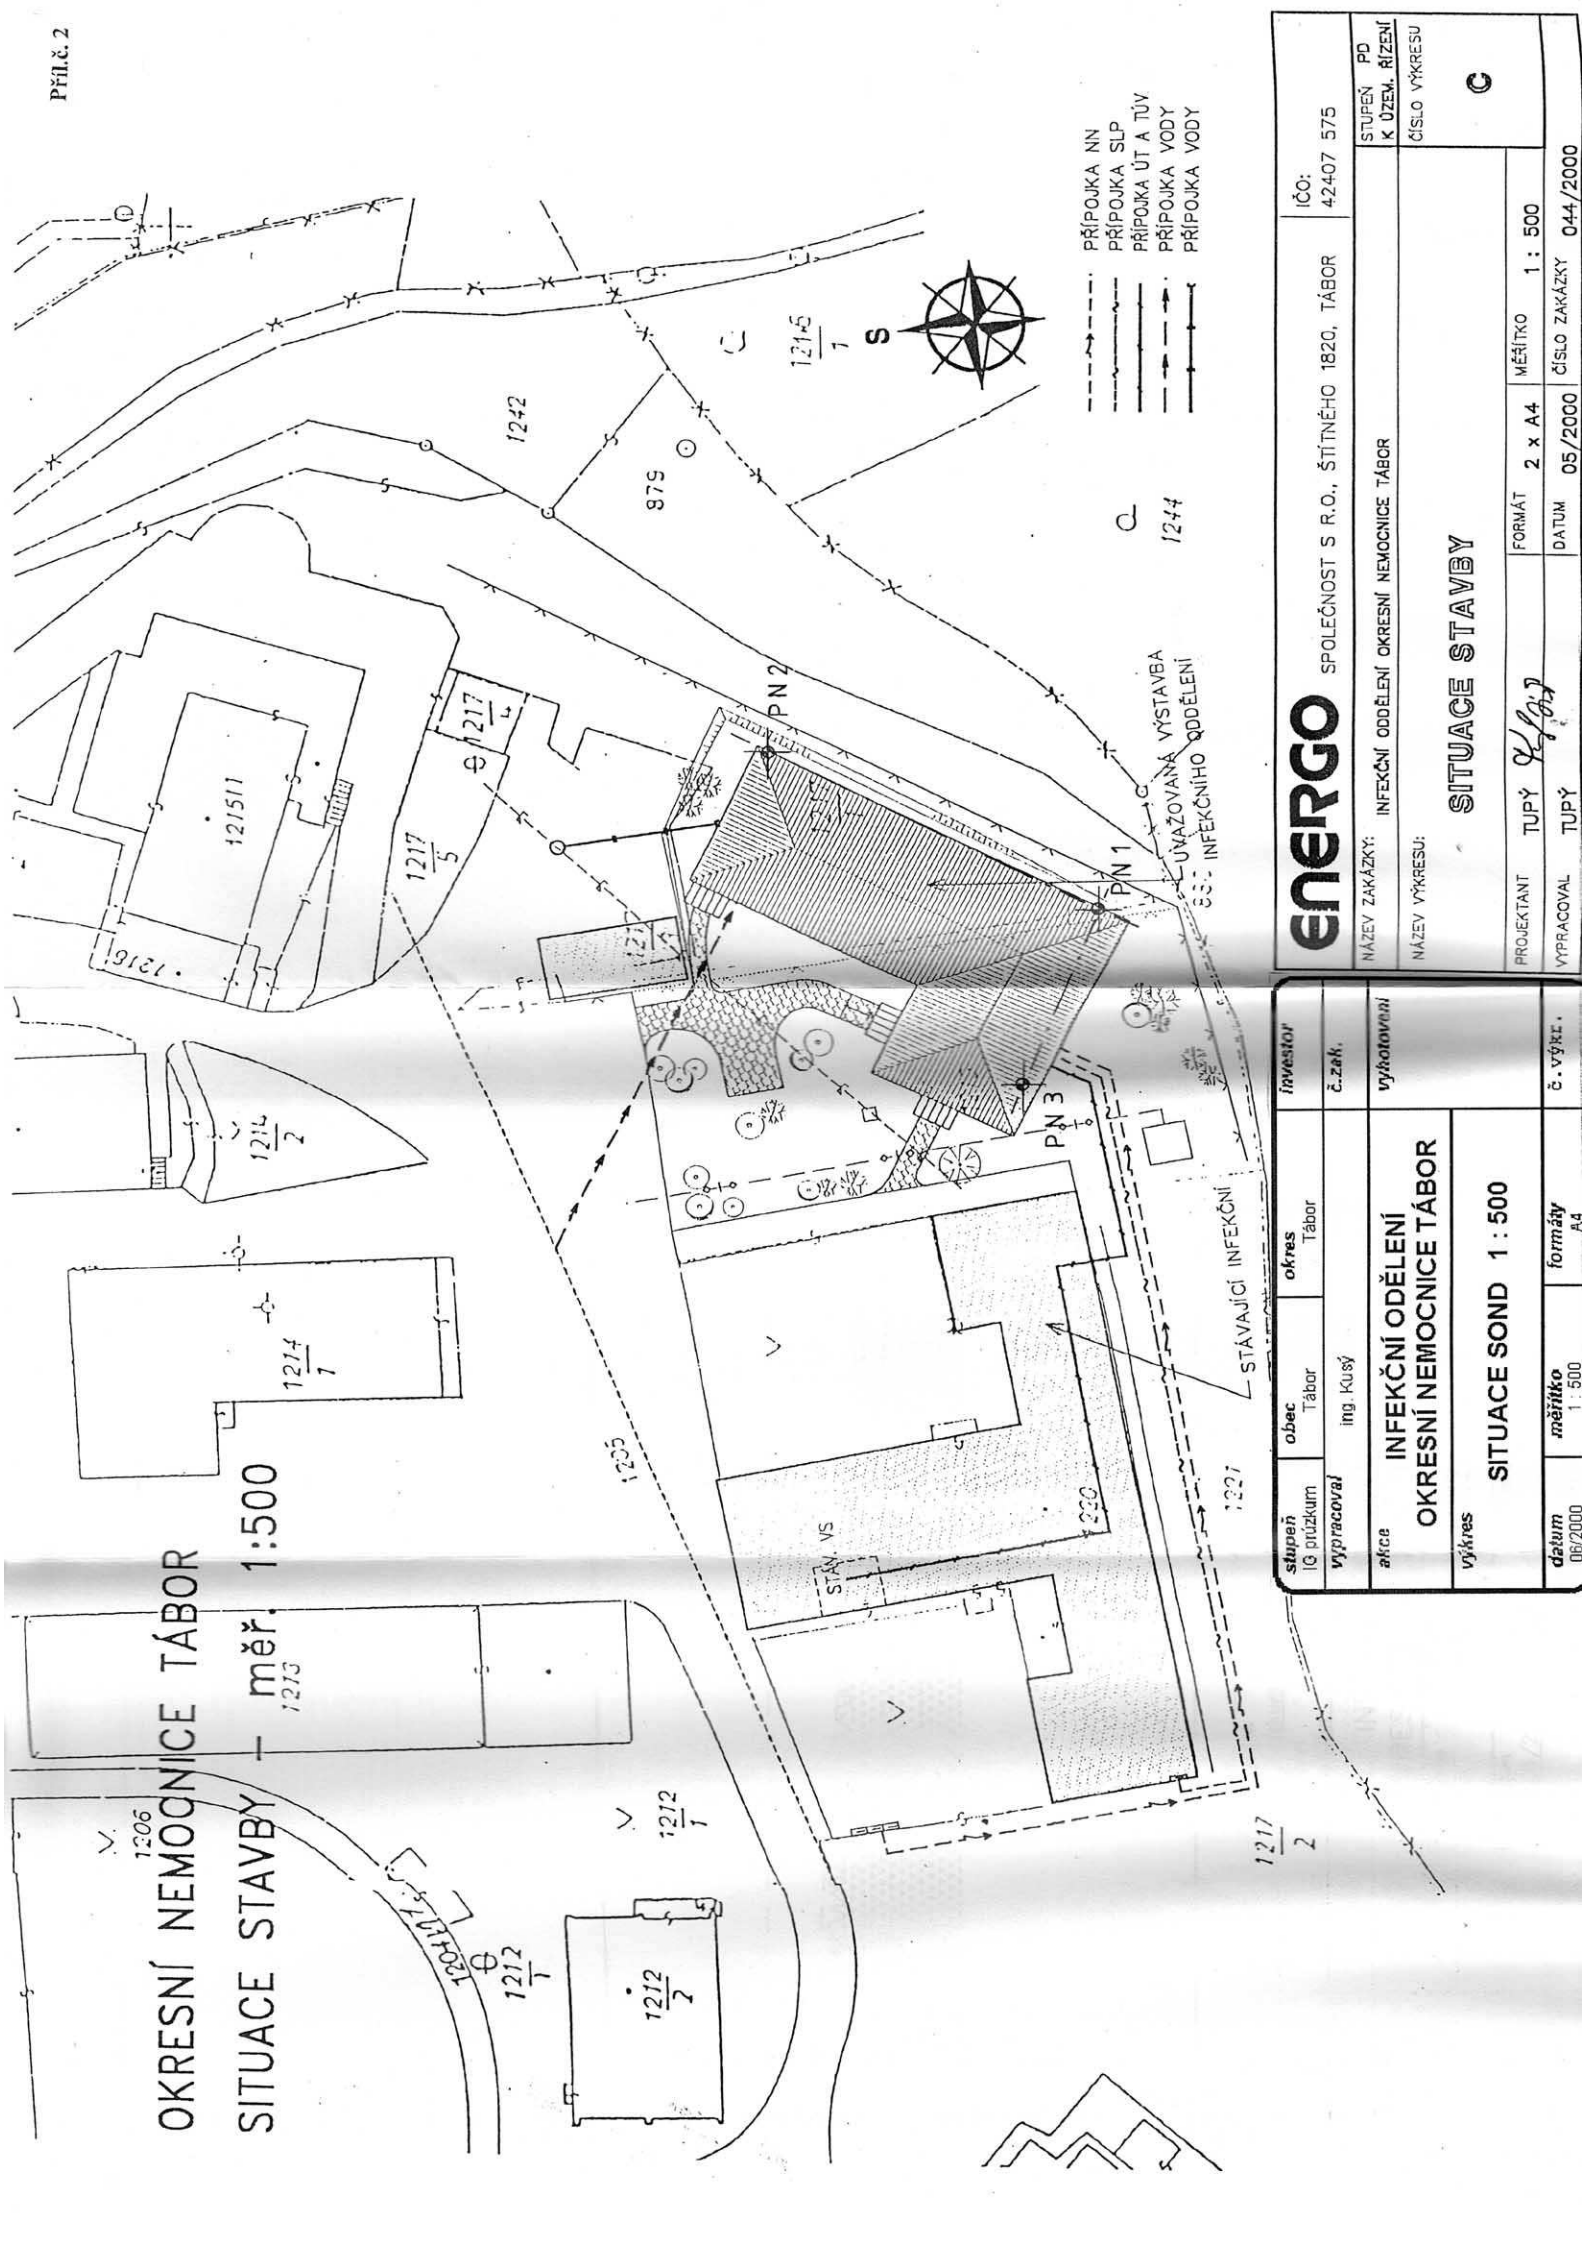 Příl.č. 2
OKRESNÍ NEMOCNICE TÁBOR
SITUACE STAVBY – měř. 1:500
1206
1213
1204/17
1212
1
1212
1
1212
2
1214
1
1214
2
1216
121511
1217
5
1217
4
1205
1242
879
1215
1
1244
S
PN 2
PN 1
PN 3
UVAŽOVANÁ VÝSTAVBA
INFEKČNÍHO ODDĚLENÍ
STÁVAJÍCÍ INFEKČNÍ
STÁV. VS
1220
1221
1217
2
PŘÍPOJKA NN
PŘÍPOJKA SLP
PŘÍPOJKA ÚT A TÚV
PŘÍPOJKA VODY
PŘÍPOJKA VODY
ENERGO SPOLEČNOST S R.O., ŠTÍTNÉHO 1820, TÁBOR
IČO:
42407 575
NÁZEV ZAKÁZKY: INFEKČNÍ ODDĚLENÍ OKRESNÍ NEMOCNICE TÁBOR
STUPEŇ PD
K ÚZEM. ŘÍZENÍ
NÁZEV VÝKRESU:
SITUACE STAVBY
ČÍSLO VÝKRESU
C
PROJEKTANT TUPÝ FORMÁT 2 x A4 MĚŘÍTKO 1 : 500
VYPRACOVAL TUPÝ DATUM 05/2000 ČÍSLO ZAKÁZKY 044/2000
stupeň obec okres investor
IG průzkum Tábor Tábor
vypracoval ing. Kusý č.zak.
akce
INFEKČNÍ ODĚLENÍ
OKRESNÍ NEMOCNICE TÁBOR
vyhotovení
výkres
SITUACE SOND 1 : 500
datum měřítko formáty č. výkr.
06/2000 1 : 500 A4